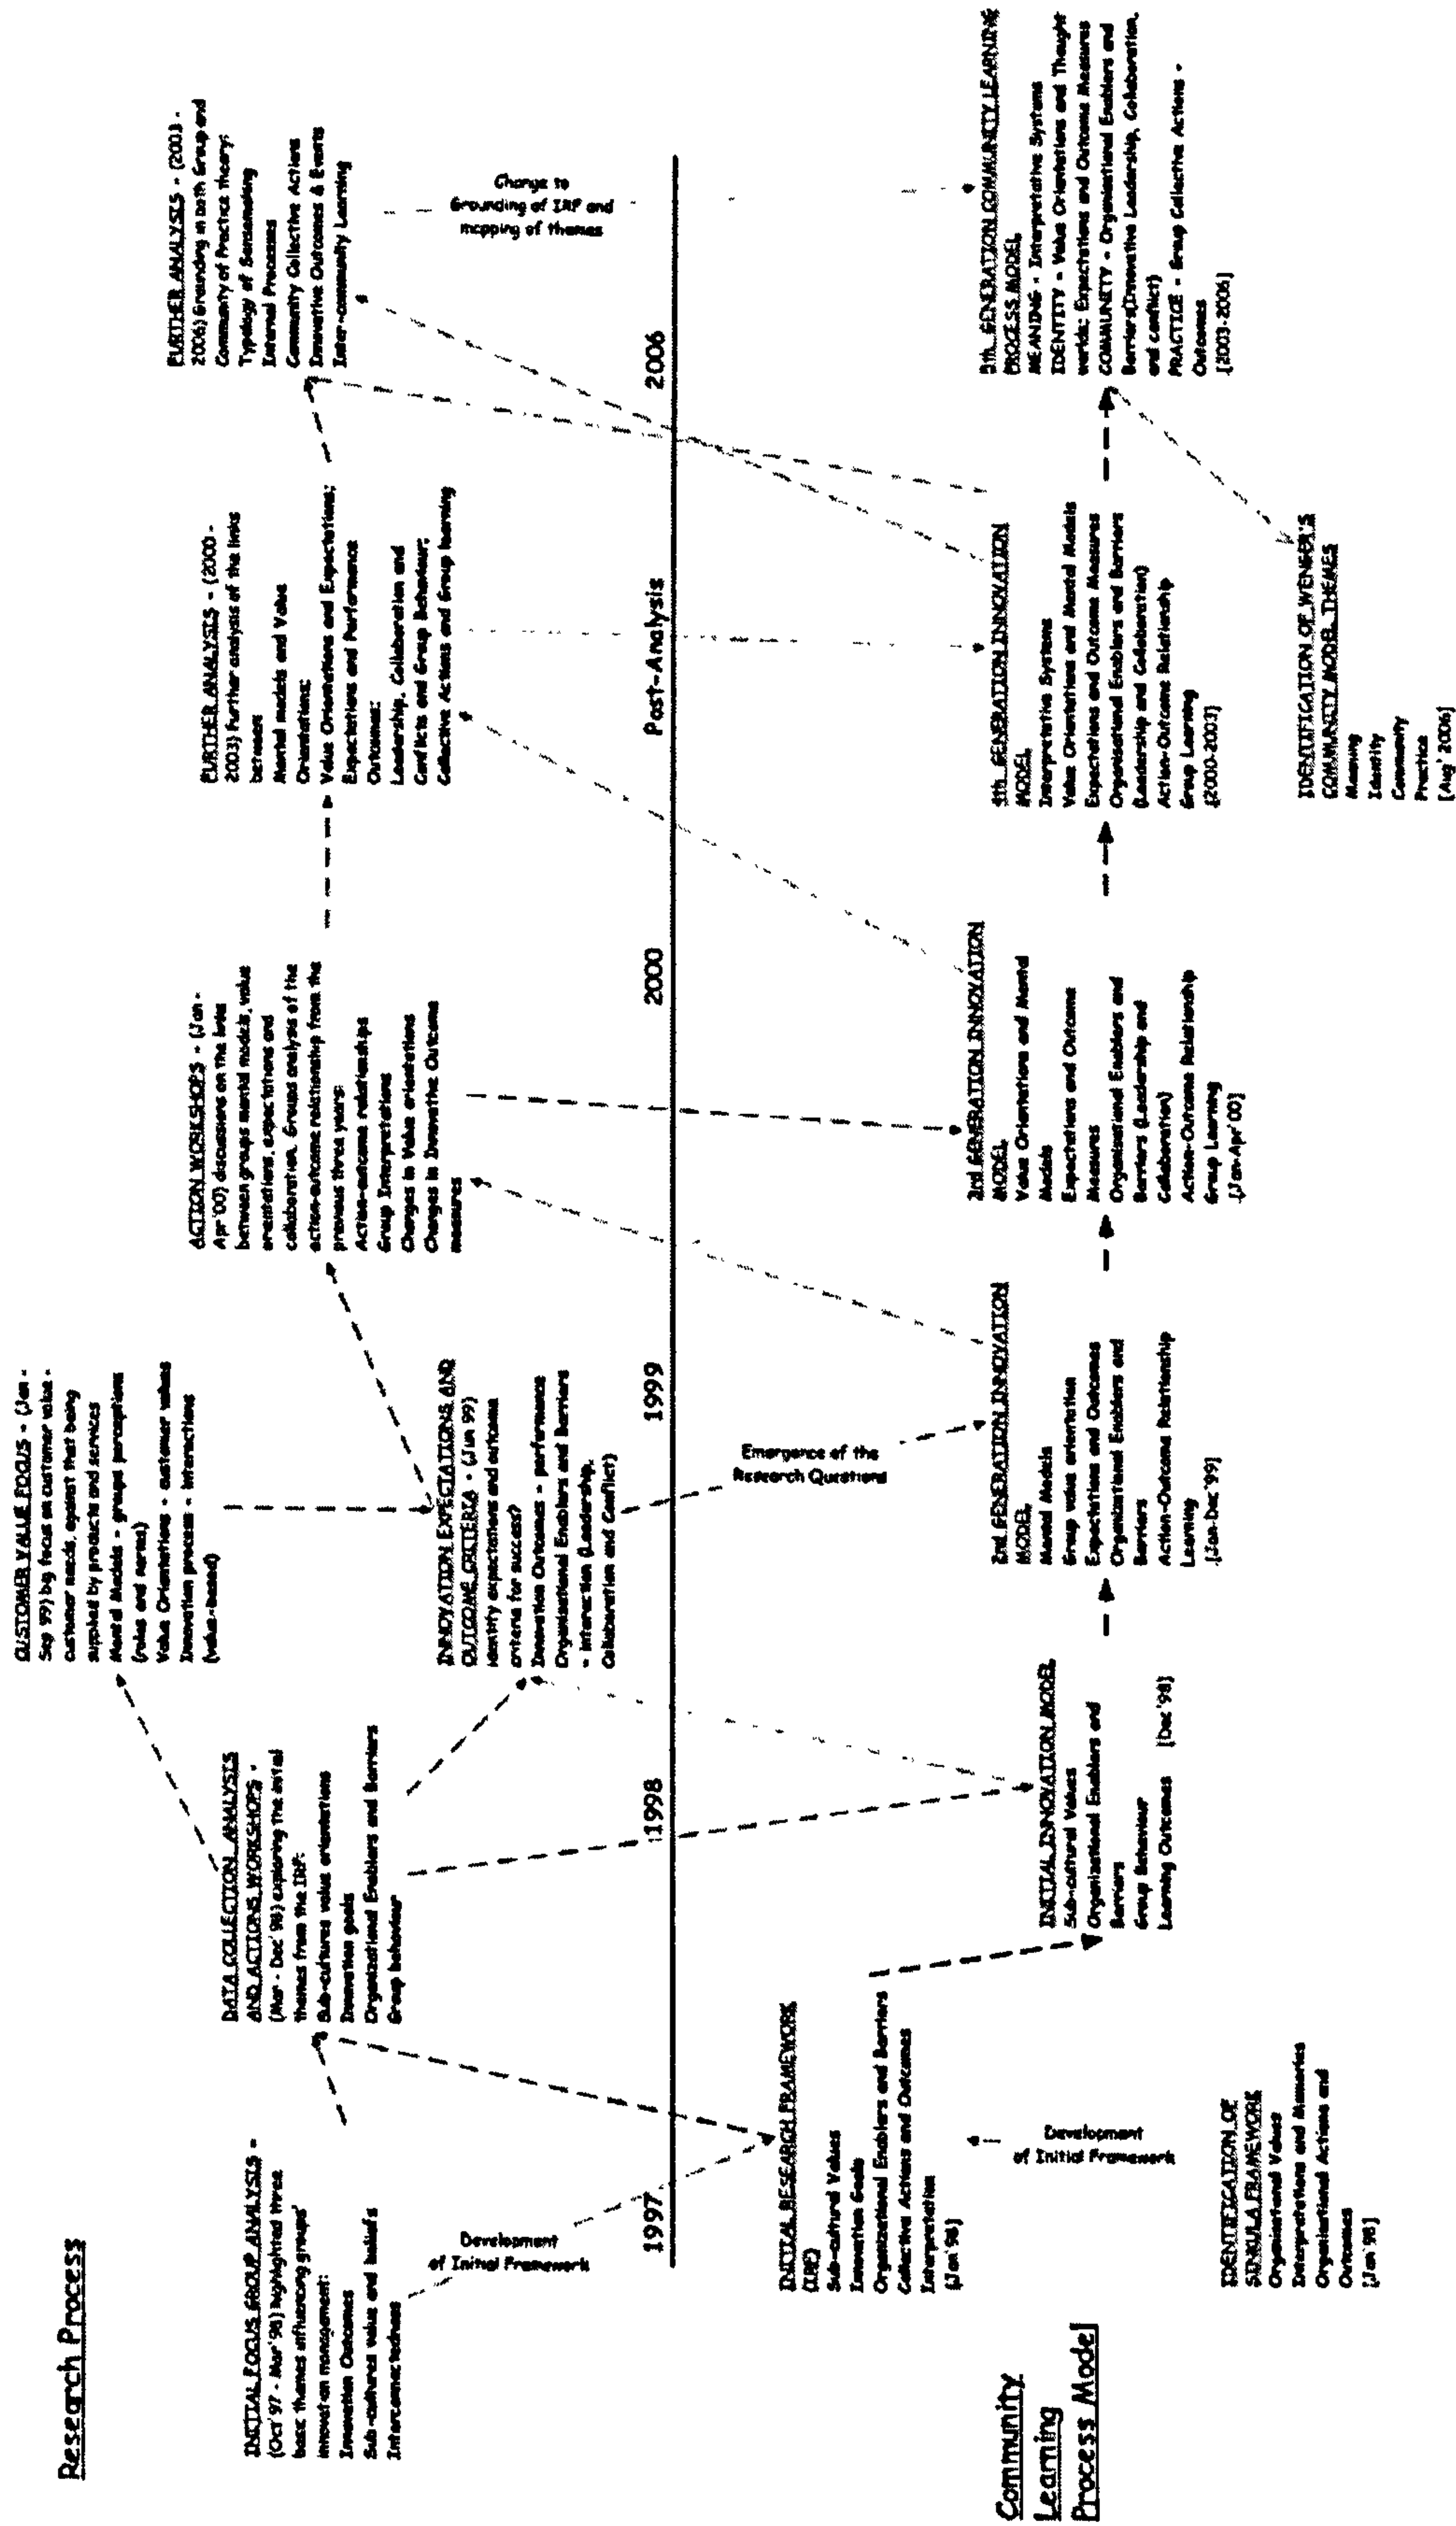 Research Process
INITIAL FOCUS GROUP ANALYSIS -
(Oct'97 - Mar'98) highlighted three
basic themes influencing groups'
innovation management:
Innovation Outcomes
Sub-cultures value and beliefs
Interconnectedness
Development
of Initial Framework
DATA COLLECTION, ANALYSIS
AND ACTIONS WORKSHOPS -
(Mar - Dec'98) exploring the initial
themes from the IRF:
Sub-cultures value orientations
Innovation goals
Organizational Enablers and Barriers
Group behaviour
CUSTOMER VALUE FOCUS - (Jan -
Sep 99) big focus on customer value -
customer needs, against that being
supplied by products and services
Mental Models - groups perceptions
(roles and norms)
Value Orientations - customer values
Innovation process - interactions
(value-based)
INNOVATION EXPECTATIONS AND
OUTCOME CRITERIA - (Jun 99)
identify expectations and outcome
criteria for success?
Innovation Outcomes - performance
Organisational Enablers and Barriers
- interaction (Leadership,
Collaboration and Conflict)
Emergence of the
Research Questions
ACTION WORKSHOPS - (Jan -
Apr'00) discussions on the links
between groups mental models, value
orientations, expectations and
collaboration. Groups analysis of the
action-outcome relationship from the
previous three years:
Action-outcome relationships
Group Interpretations
Changes in Value orientations
Changes in Innovative Outcome
measures
FURTHER ANALYSIS - (2000 -
2003) Further analysis of the links
between:
Mental models and Value
Orientations;
Value Orientations and Expectations;
Expectations and Performance
Outcomes;
Leadership, Collaboration and
Conflicts and Group Behaviour;
Collective Actions and Group learning
FURTHER ANALYSIS - (2003 -
2006) Grounding in both Group and
Community of Practice theory:
Typology of Sensemaking
Internal Processes
Community Collective Actions
Innovative Outcomes & Events
Inter-community Learning
Change to
Grounding of IRF and
mapping of themes
1997
1998
1999
2000
Post-Analysis
2006
Community
Learning
Process Model
INITIAL RESEARCH FRAMEWORK
(IRF)
Sub-cultural Values
Innovation Goals
Organizational Enablers and Barriers
Collective Actions and Outcomes
Interpretation
[Jan'98]
Development
of Initial Framework
IDENTIFICATION OF
SINKULA FRAMEWORK
Organisational Values
Interpretations and Memories
Organisational Actions and
Outcomes
[Jan'98]
INITIAL INNOVATION MODEL
Sub-cultural Values
Organizational Enablers and
Barriers
Group Behaviour
Learning Outcomes [Dec'98]
2nd GENERATION INNOVATION
MODEL
Mental Models
Group value orientation
Expectations and Outcomes
Organizational Enablers and
Barriers
Action-Outcome Relationship
Learning
[Jan-Dec'99]
GENERATION INNOVATION
MODEL
Value Orientations and Mental
Models
Expectations and Outcome
Measures
Organisational Enablers and
Barriers (Leadership and
Collaboration)
Action-Outcome Relationship
Group Learning
[Jan-Apr'00]
4th GENERATION INNOVATION
MODEL
Interpretative Systems
Value Orientations and Mental Models
Expectations and Outcome Measures
Organisational Enablers and Barriers
(Leadership and Collaboration)
Action-Outcome Relationship
Group Learning
[2000-2003]
IDENTIFICATION OF WENGER'S
COMMUNITY MODEL THEMES
Meaning
Identity
Community
Practice
[Aug' 2006]
5th GENERATION COMMUNITY LEARNING
PROCESS MODEL
MEANING - Interpretative Systems
IDENTITY - Value Orientations and Thought
worlds; Expectations and Outcome Measures
COMMUNITY - Organisational Enablers and
Barriers(Innovative Leadership, Collaboration,
and conflict)
PRACTICE - Group Collective Actions -
Outcomes
[2003-2006]